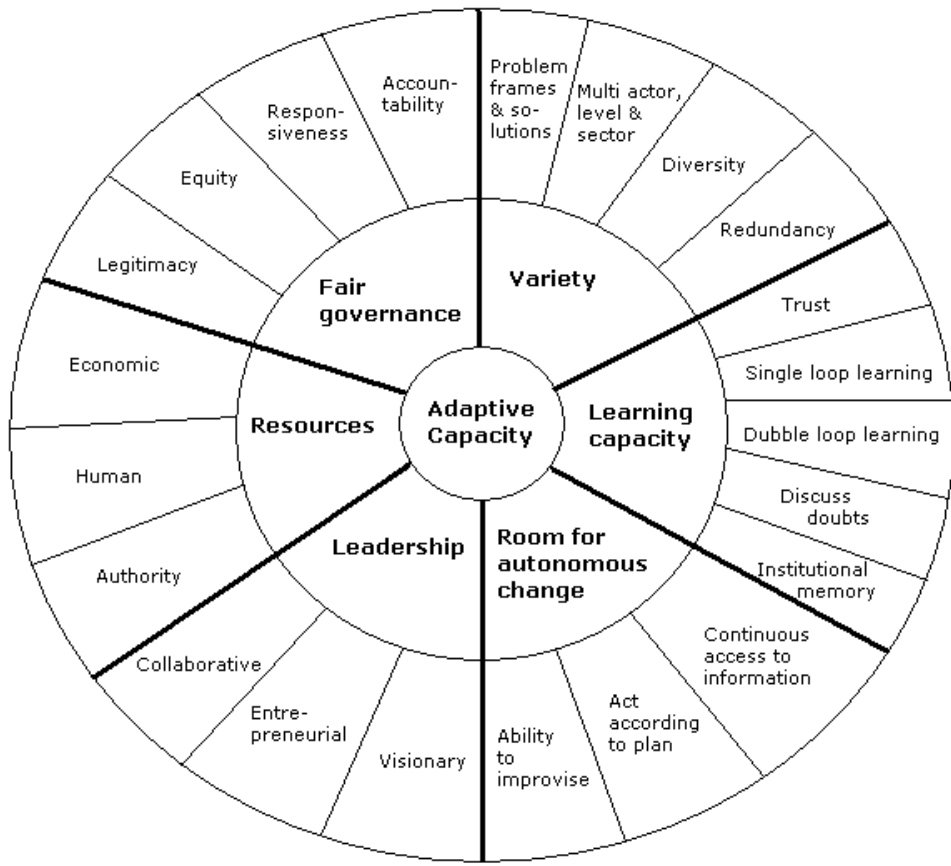 Problem
frames
& so-
lutions
Multi actor,
level &
sector
Diversity
Redundancy
Trust
Single loop learning
Dubble loop learning
Discuss
doubts
Institutional
memory
Continuous
access to
information
Act
according
to plan
Ability
to
improvise
Visionary
Entre-
preneurial
Collaborative
Authority
Human
Economic
Legitimacy
Equity
Respon-
siveness
Accoun-
tability
Variety
Learning
capacity
Room for
autonomous
change
Leadership
Resources
Fair
governance
Adaptive
Capacity